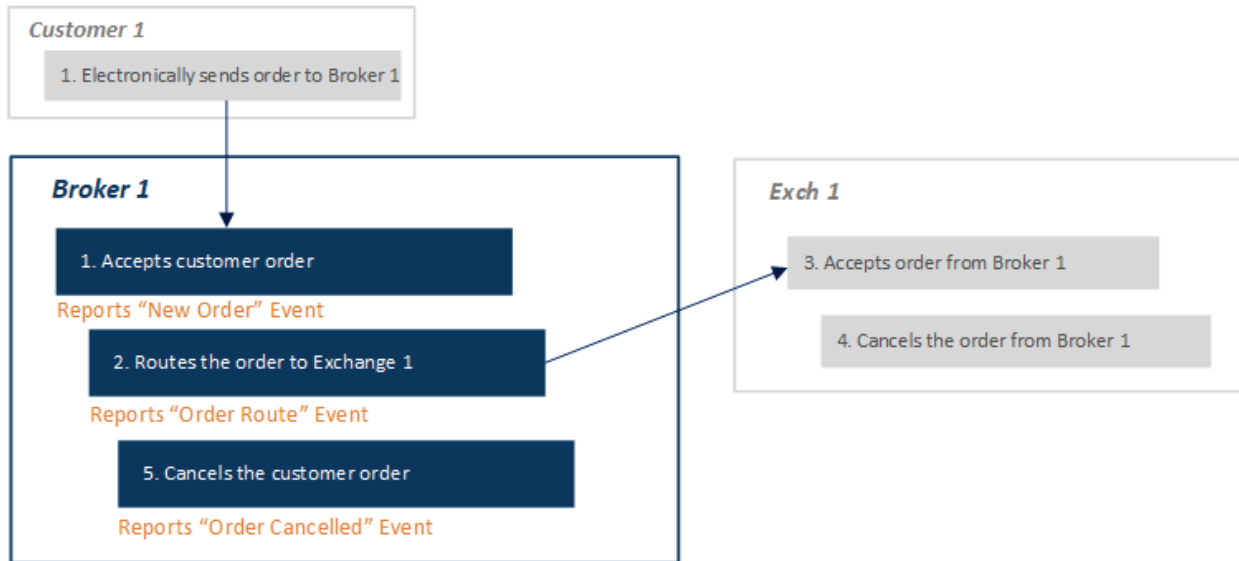 Customer 1
1. Electronically sends order to Broker 1
Broker 1
1. Accepts customer order
Reports “New Order” Event
2. Routes the order to Exchange 1
Reports “Order Route” Event
5. Cancels the customer order
Reports “Order Cancelled” Event
Exch 1
3. Accepts order from Broker 1
4. Cancels the order from Broker 1